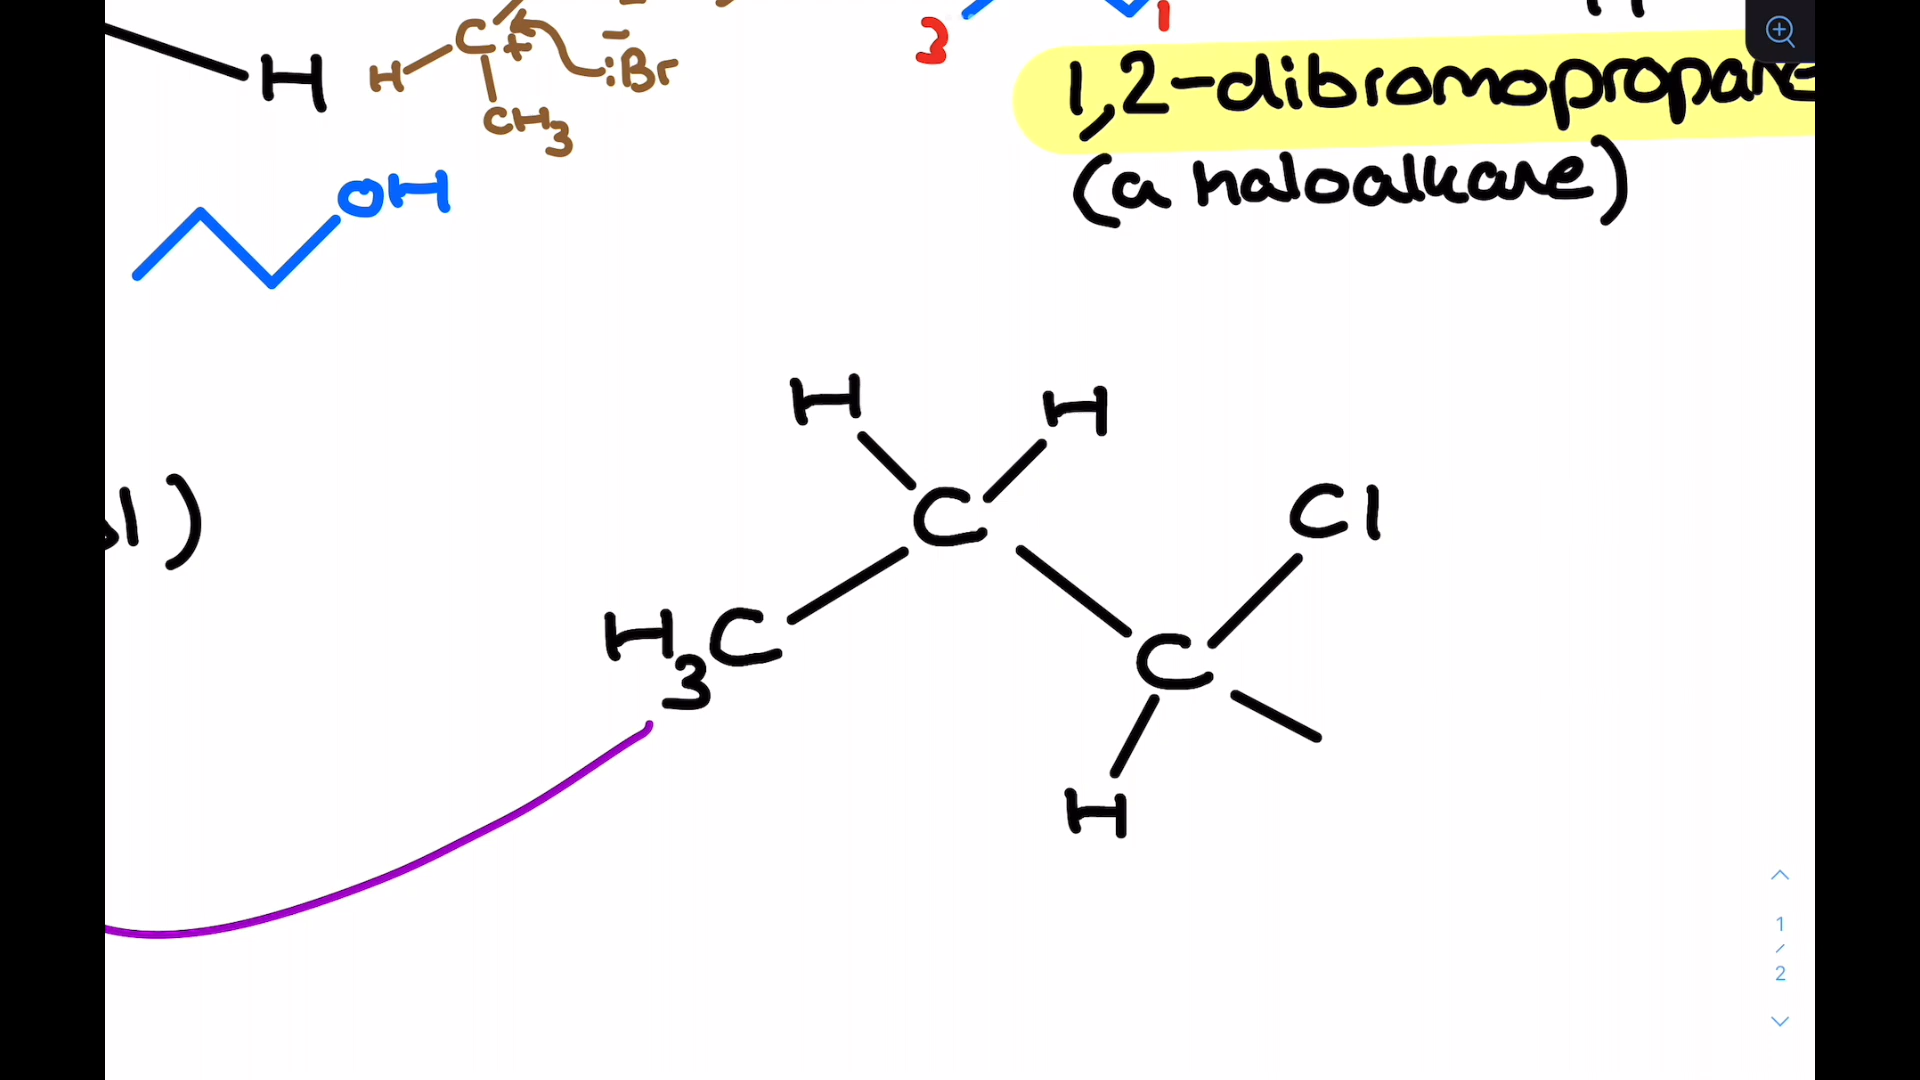 3
1
H
C
+
:Br
H
CH3
1,2-dibromopropane
(a haloalkane)
OH
H
H
C
Cl
l)
H3C
C
H
1
/
2